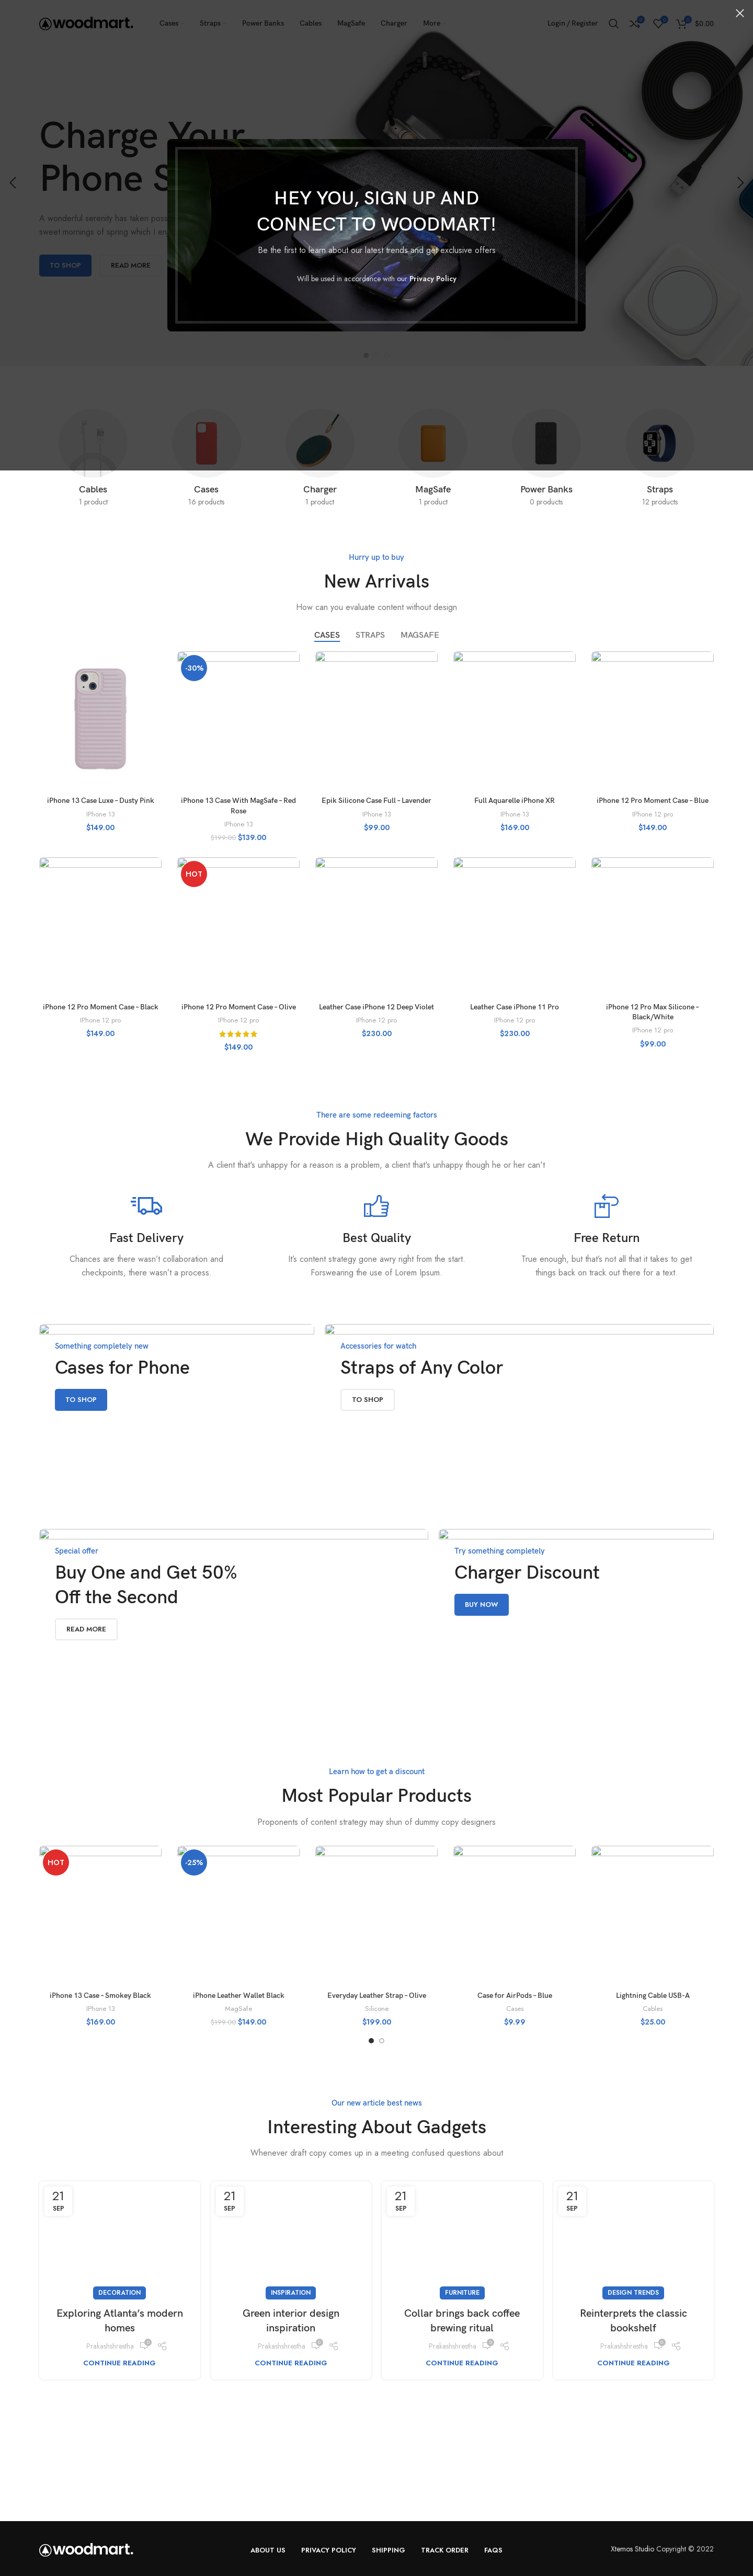 woodmart.
Cases
Straps
Power Banks
Cables
MagSafe
Charger
More
Login / Register
0
0
0
$0.00
Charge Your
Phone S
A wonderful serenity has taken poss
sweet mornings of spring which I en
TO SHOP
READ MORE
HEY YOU, SIGN UP AND
CONNECT TO WOODMART!
Be the first to learn about our latest trends and get exclusive offers
Will be used in accordance with our Privacy Policy
Cables
1 product
Cases
16 products
Charger
1 product
MagSafe
1 product
Power Banks
0 products
Straps
12 products
Hurry up to buy
New Arrivals
How can you evaluate content without design
CASES
STRAPS
MAGSAFE
iPhone 13 Case Luxe – Dusty Pink
IPhone 13
$149.00
-30%
iPhone 13 Case With MagSafe – Red
Rose
IPhone 13
$199.00 $139.00
Epik Silicone Case Full – Lavender
IPhone 13
$99.00
Full Aquarelle iPhone XR
IPhone 13
$169.00
iPhone 12 Pro Moment Case – Blue
IPhone 12 pro
$149.00
iPhone 12 Pro Moment Case – Black
IPhone 12 pro
$149.00
HOT
iPhone 12 Pro Moment Case – Olive
IPhone 12 pro
$149.00
Leather Case iPhone 12 Deep Violet
IPhone 12 pro
$230.00
Leather Case iPhone 11 Pro
IPhone 12 pro
$230.00
iPhone 12 Pro Max Silicone –
Black/White
IPhone 12 pro
$99.00
There are some redeeming factors
We Provide High Quality Goods
A client that's unhappy for a reason is a problem, a client that's unhappy though he or her can't
Fast Delivery
Chances are there wasn't collaboration and
checkpoints, there wasn't a process.
Best Quality
It's content strategy gone awry right from the start.
Forswearing the use of Lorem Ipsum.
Free Return
True enough, but that's not all that it takes to get
things back on track out there for a text.
Something completely new
Cases for Phone
TO SHOP
Accessories for watch
Straps of Any Color
TO SHOP
Special offer
Buy One and Get 50%
Off the Second
READ MORE
Try something completely
Charger Discount
BUY NOW
Learn how to get a discount
Most Popular Products
Proponents of content strategy may shun of dummy copy designers
HOT
iPhone 13 Case – Smokey Black
IPhone 13
$169.00
-25%
iPhone Leather Wallet Black
MagSafe
$199.00 $149.00
Everyday Leather Strap – Olive
Silicone
$199.00
Case for AirPods – Blue
Cases
$9.99
Lightning Cable USB-A
Cables
$25.00
Our new article best news
Interesting About Gadgets
Whenever draft copy comes up in a meeting confused questions about
21
SEP
DECORATION
Exploring Atlanta's modern
homes
Prakashshrestha
0
CONTINUE READING
21
SEP
INSPIRATION
Green interior design
inspiration
Prakashshrestha
0
CONTINUE READING
21
SEP
FURNITURE
Collar brings back coffee
brewing ritual
Prakashshrestha
0
CONTINUE READING
21
SEP
DESIGN TRENDS
Reinterprets the classic
bookshelf
Prakashshrestha
0
CONTINUE READING
woodmart.
ABOUT US
PRIVACY POLICY
SHIPPING
TRACK ORDER
FAQS
Xtemos Studio Copyright © 2022